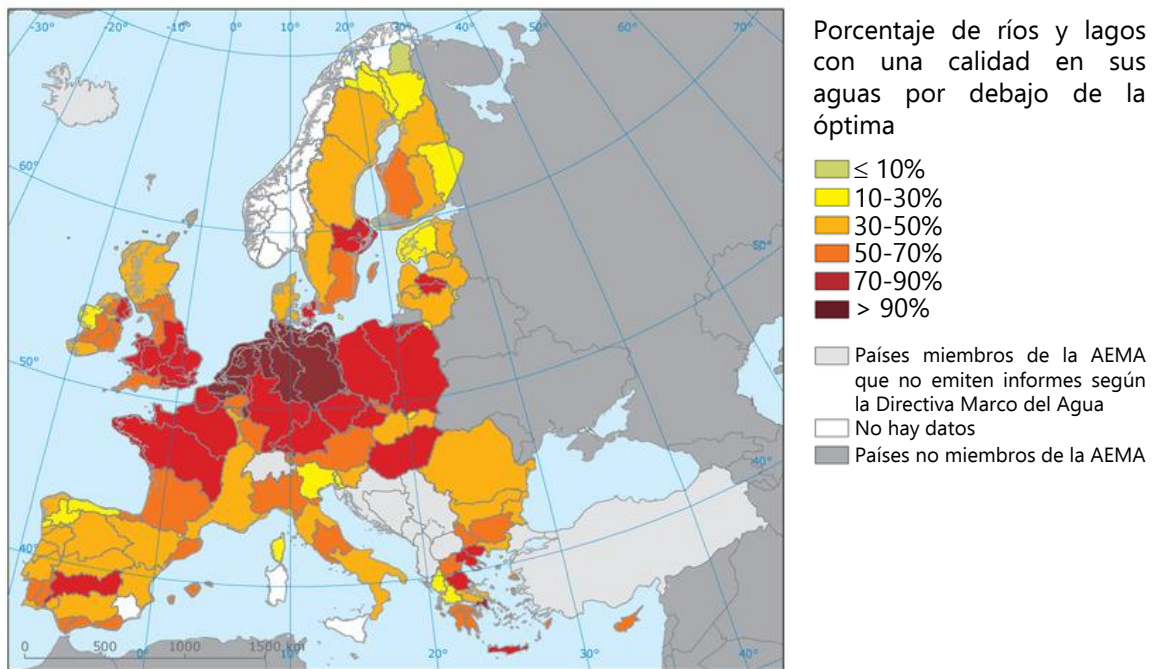 -30° -20° -10° 0° 10° 20° 30° 40° 50° 60° 70°
60°
50°
60°
40°
50°
50°
40°
40°
0 500 1000 1500 km
0° 10° 20° 30° 40°
Porcentaje de ríos y lagos
con una calidad en sus
aguas por debajo de la
óptima
≤ 10%
10-30%
30-50%
50-70%
70-90%
> 90%
Países miembros de la AEMA
que no emiten informes según
la Directiva Marco del Agua
No hay datos
Países no miembros de la AEMA